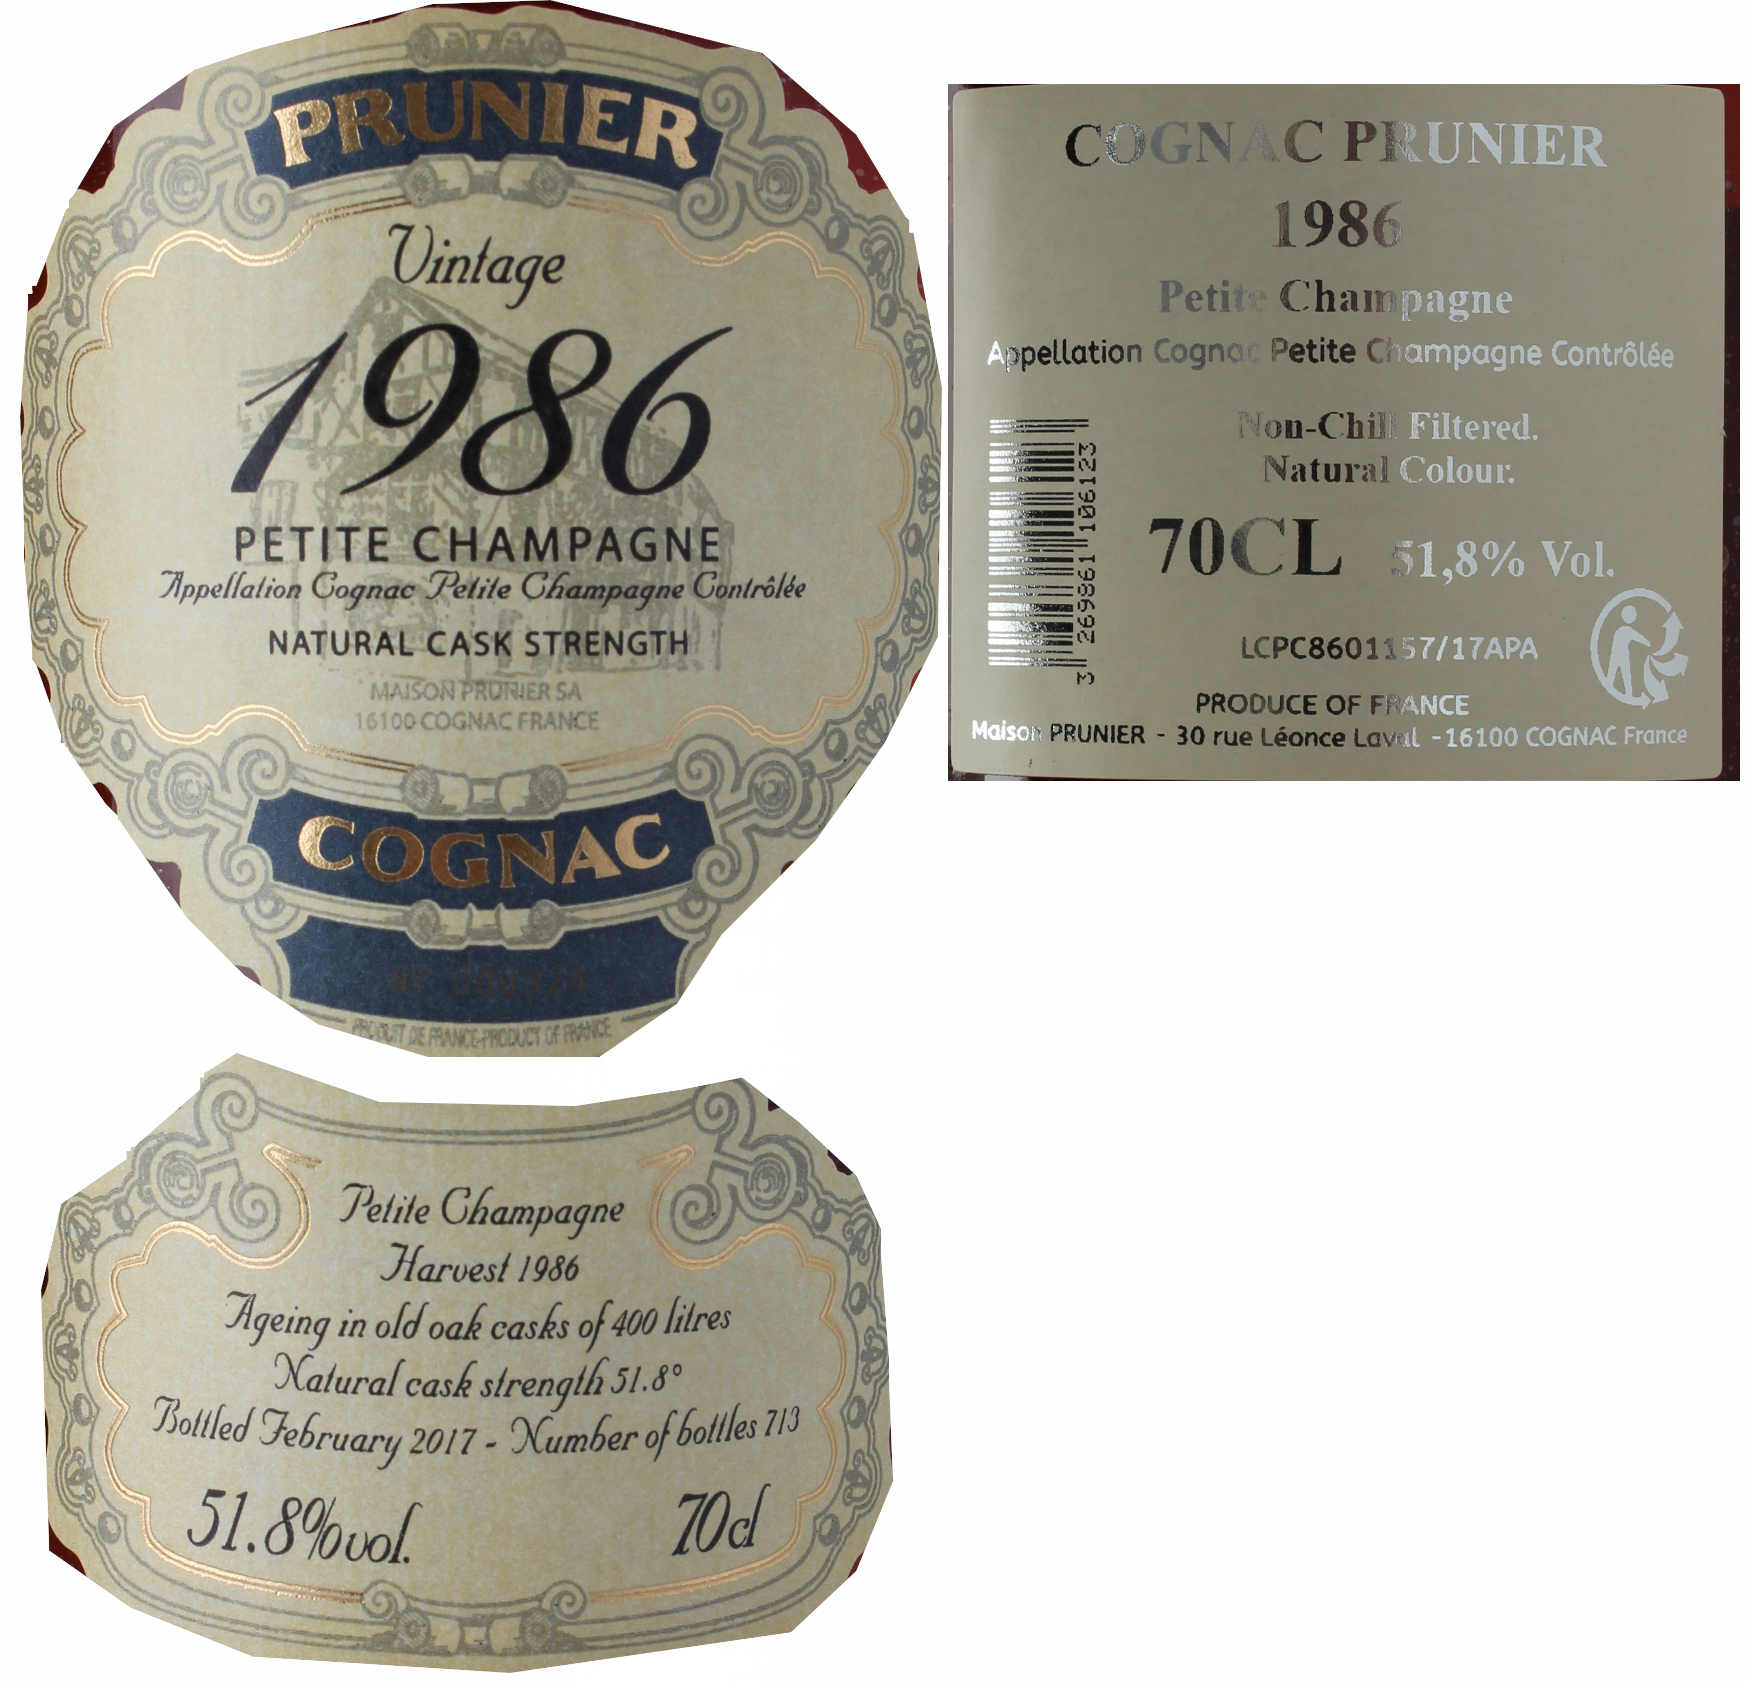 PRUNIER
Vintage
1986
PETITE CHAMPAGNE
Appellation Cognac Petite Champagne Contrôlée
NATURAL CASK STRENGTH
MAISON PRUNIER SA
16100 COGNAC FRANCE
COGNAC
PRODUIT DE FRANCE-PRODUCT OF FRANCE
Petite Champagne
Harvest 1986
Ageing in old oak casks of 400 litres
Natural cask strength 51.8°
Bottled February 2017 - Number of bottles 713
51.8%vol.
70cl
COGNAC PRUNIER
1986
Petite Champagne
Appellation Cognac Petite Champagne Contrôlée
Non-Chill Filtered.
Natural Colour.
70CL 51,8% Vol.
3 269861 106123
LCPC8601157/17APA
PRODUCE OF FRANCE
Maison PRUNIER - 30 rue Léonce Laval -16100 COGNAC France